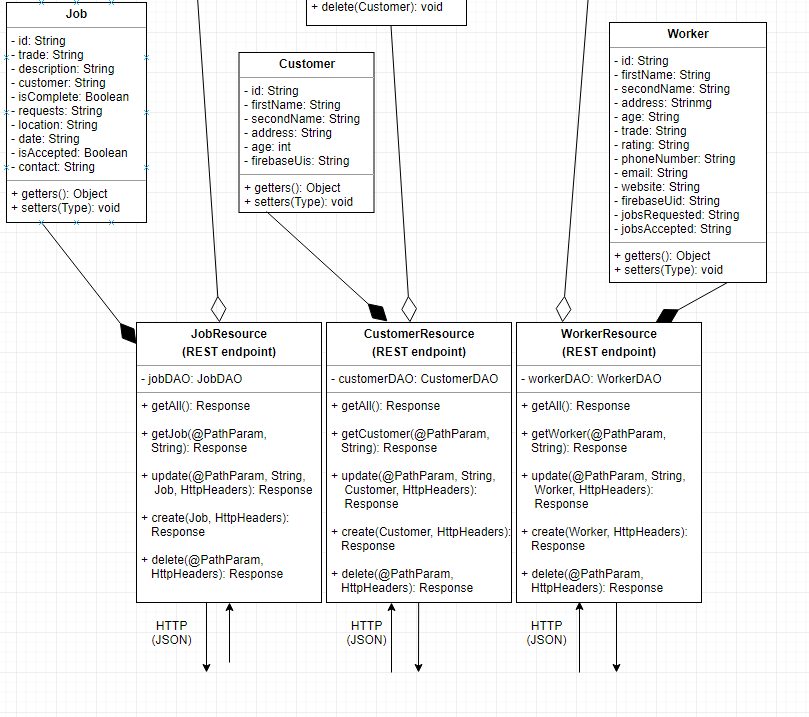 + delete(Customer): void
Job
- id: String
- trade: String
- description: String
- customer: String
- isComplete: Boolean
- requests: String
- location: String
- date: String
- isAccepted: Boolean
- contact: String
+ getters(): Object
+ setters(Type): void
Customer
- id: String
- firstName: String
- secondName: String
- address: String
- age: int
- firebaseUis: String
+ getters(): Object
+ setters(Type): void
Worker
- id: String
- firstName: String
- secondName: String
- address: Strinmg
- age: String
- trade: String
- rating: String
- phoneNumber: String
- email: String
- website: String
- firebaseUid: String
- jobsRequested: String
- jobsAccepted: String
+ getters(): Object
+ setters(Type): void
JobResource
(REST endpoint)
- jobDAO: JobDAO
+ getAll(): Response
+ getJob(@PathParam,
String): Response
+ update(@PathParam, String,
Job, HttpHeaders): Response
+ create(Job, HttpHeaders):
Response
+ delete(@PathParam,
HttpHeaders): Response
CustomerResource
(REST endpoint)
- customerDAO: CustomerDAO
+ getAll(): Response
+ getCustomer(@PathParam,
String): Response
+ update(@PathParam, String,
Customer, HttpHeaders):
Response
+ create(Customer, HttpHeaders):
Response
+ delete(@PathParam,
HttpHeaders): Response
WorkerResource
(REST endpoint)
- workerDAO: WorkerDAO
+ getAll(): Response
+ getWorker(@PathParam,
String): Response
+ update(@PathParam, String,
Worker, HttpHeaders):
Response
+ create(Worker, HttpHeaders):
Response
+ delete(@PathParam,
HttpHeaders): Response
HTTP
(JSON)
HTTP
(JSON)
HTTP
(JSON)